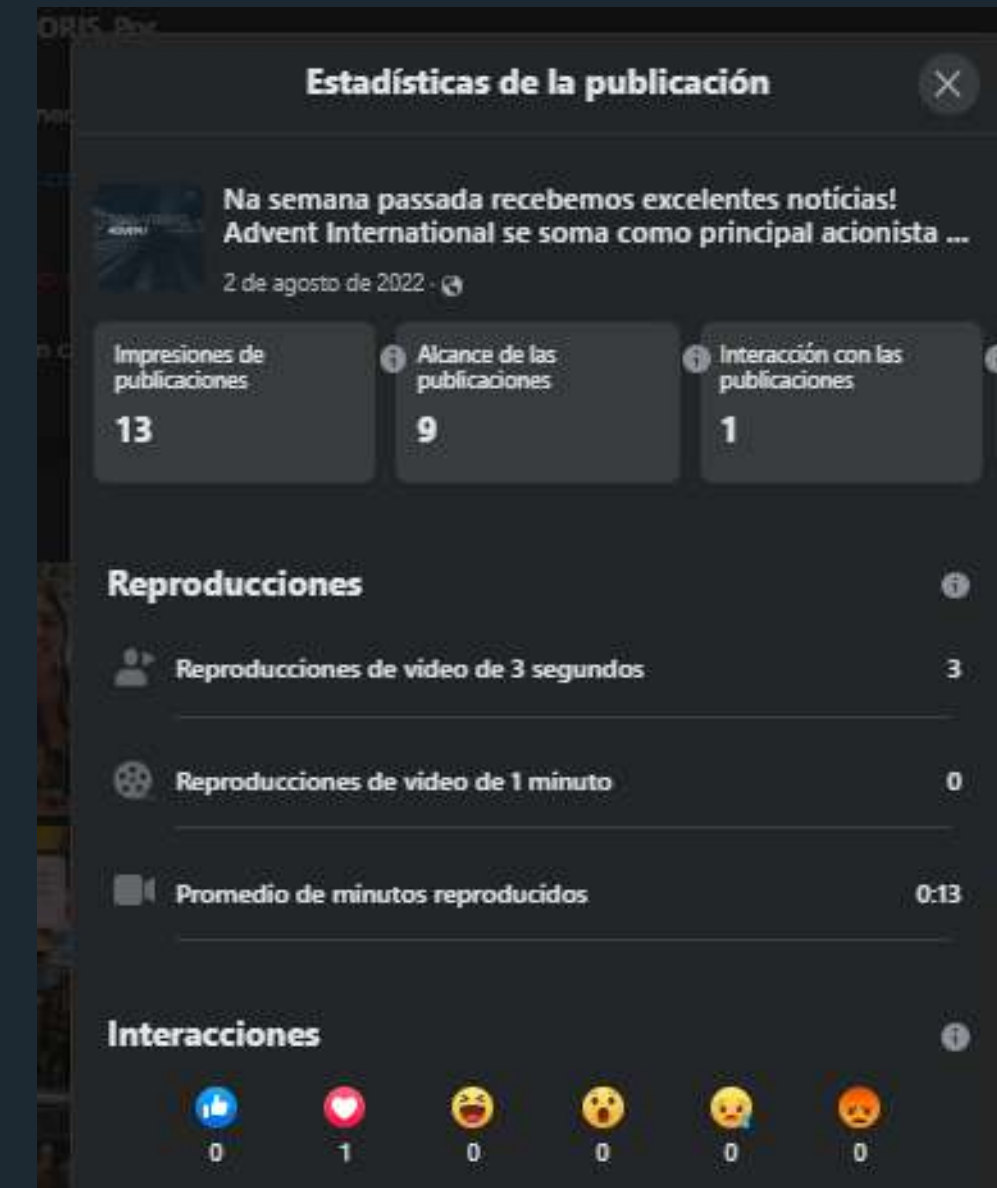 Estadísticas de la publicación
Na semana passada recebemos excelentes notícias!
Advent International se soma como principal acionista ...
2 de agosto de 2022 ·
Impresiones de
publicaciones
13
Alcance de las
publicaciones
9
Interacción con las
publicaciones
1
Reproducciones
Reproducciones de video de 3 segundos 3
Reproducciones de video de 1 minuto 0
Promedio de minutos reproducidos 0:13
Interacciones
0 1 0 0 0 0